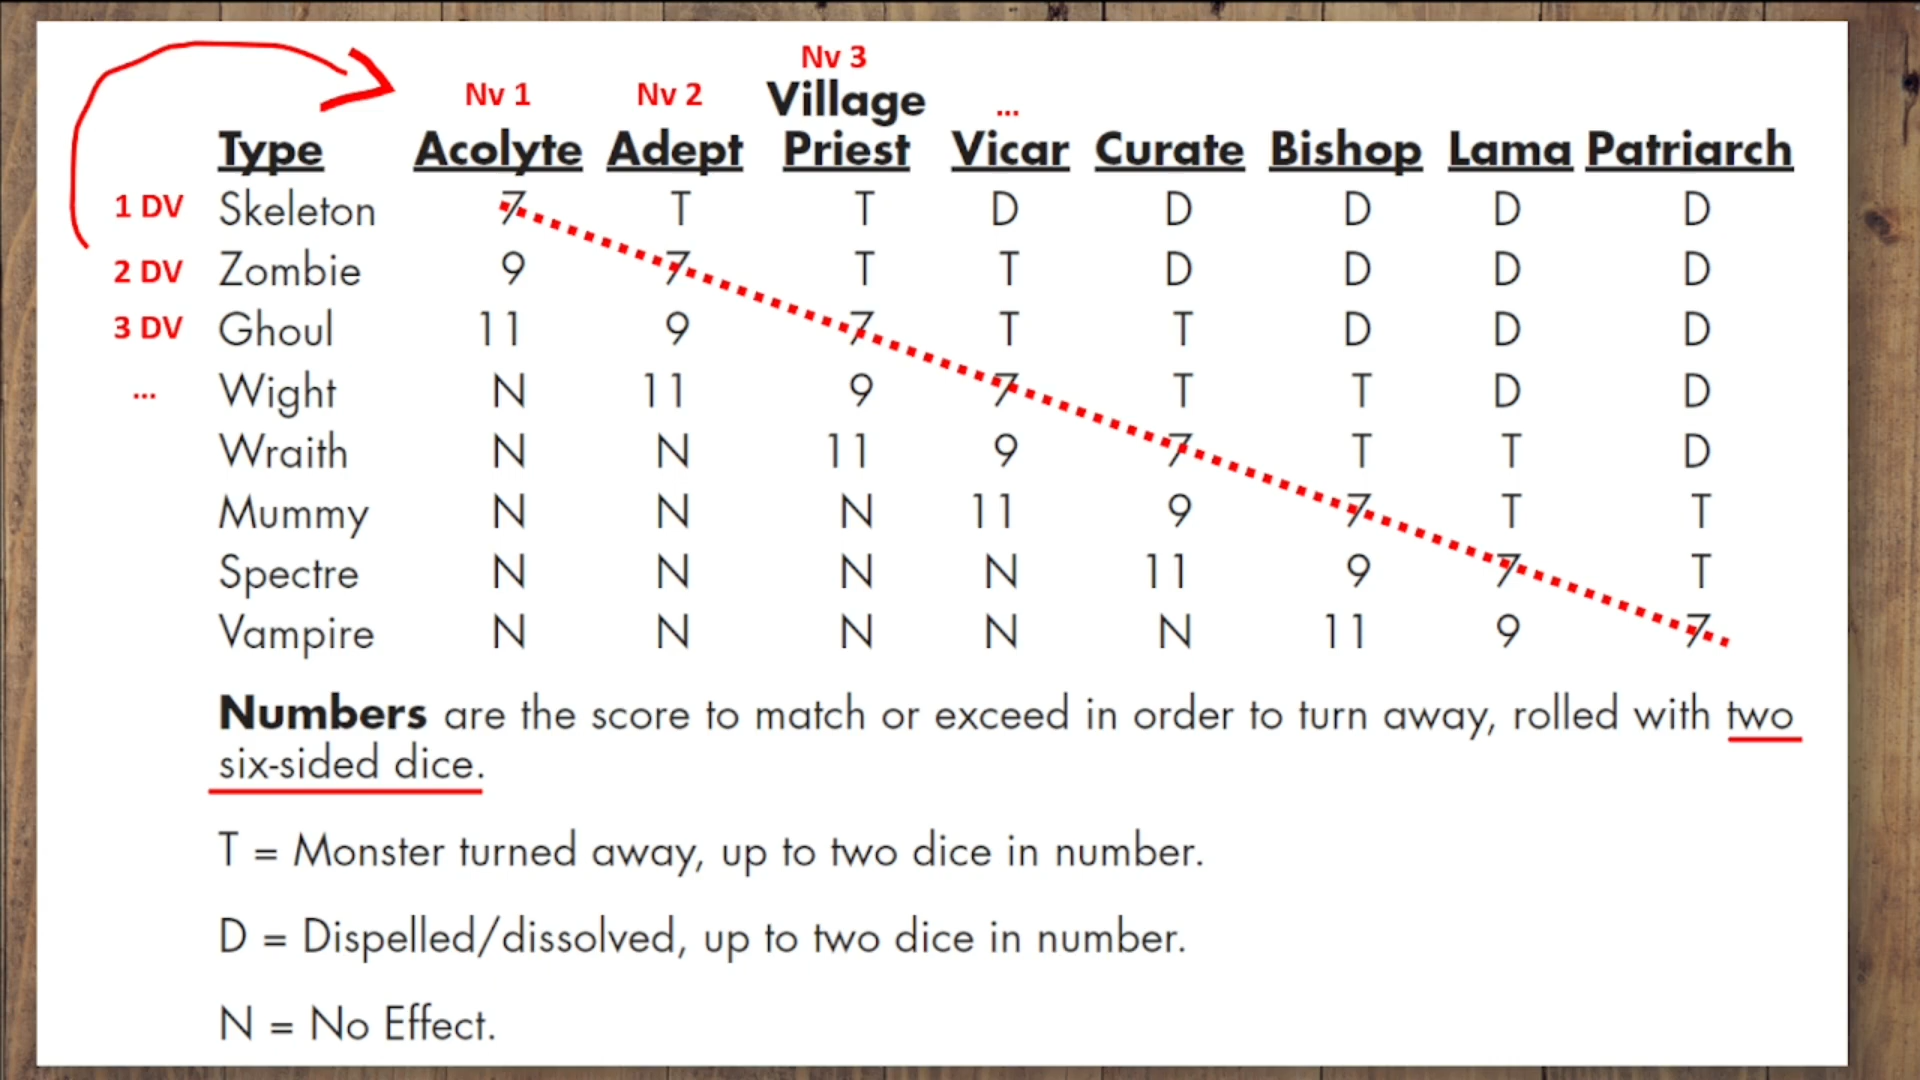 Nv 3
Nv 1 Nv 2 Village ...
Type Acolyte Adept Priest Vicar Curate Bishop Lama Patriarch
1 DV Skeleton 7 T T D D D D D
2 DV Zombie 9 7 T T D D D D
3 DV Ghoul 11 9 7 T T D D D
... Wight N 11 9 7 T T D D
Wraith N N 11 9 7 T T D
Mummy N N N 11 9 7 T T
Spectre N N N N 11 9 7 T
Vampire N N N N N 11 9 7
Numbers are the score to match or exceed in order to turn away, rolled with two
six-sided dice.
T = Monster turned away, up to two dice in number.
D = Dispelled/dissolved, up to two dice in number.
N = No Effect.